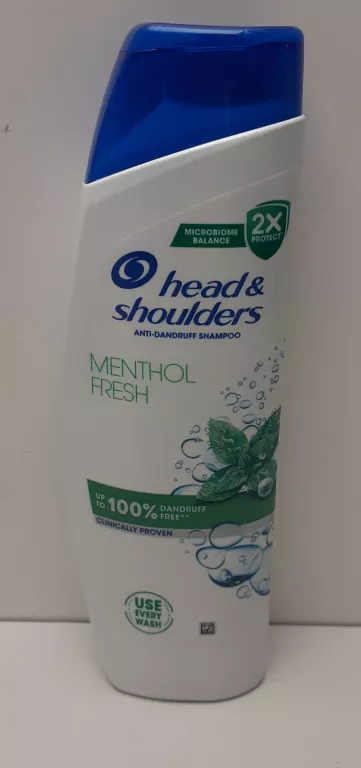 MICROBIOME
BALANCE
2X
PROTECT
head &
shoulders
ANTI-DANDRUFF SHAMPOO
MENTHOL
FRESH
UP
TO 100% DANDRUFF
FREE**
CLINICALLY PROVEN
USE
EVERY
WASH